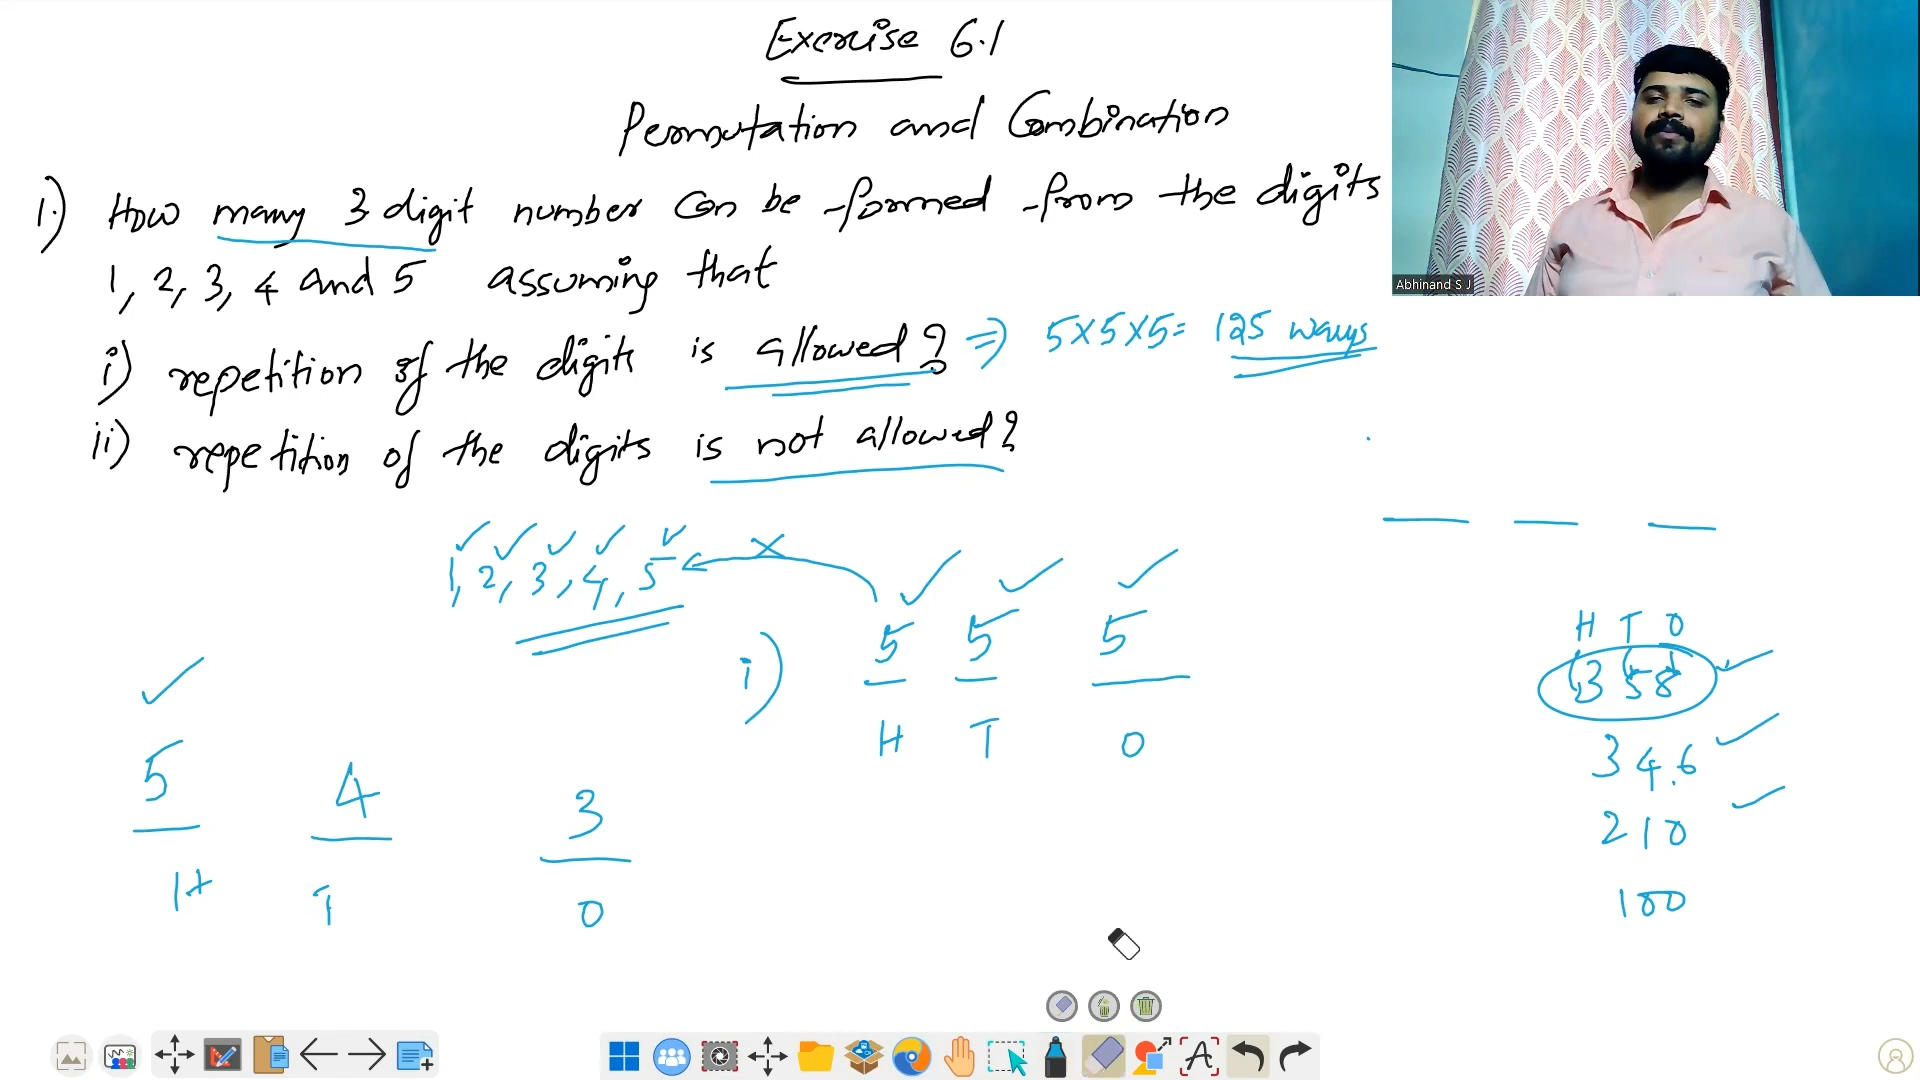 Exercise 6.1
Permutation and Combination
1.) How many 3 digit number can be formed from the digits
1, 2, 3, 4 and 5 assuming that
i) repetition of the digits is allowed? ⇒ 5×5×5= 125 ways
ii) repetition of the digits is not allowed?
1, 2, 3, 4, 5
i) 5 5 5
H T O
5 4 3
H T O
H T O
358
346
210
100
Abhinand S J